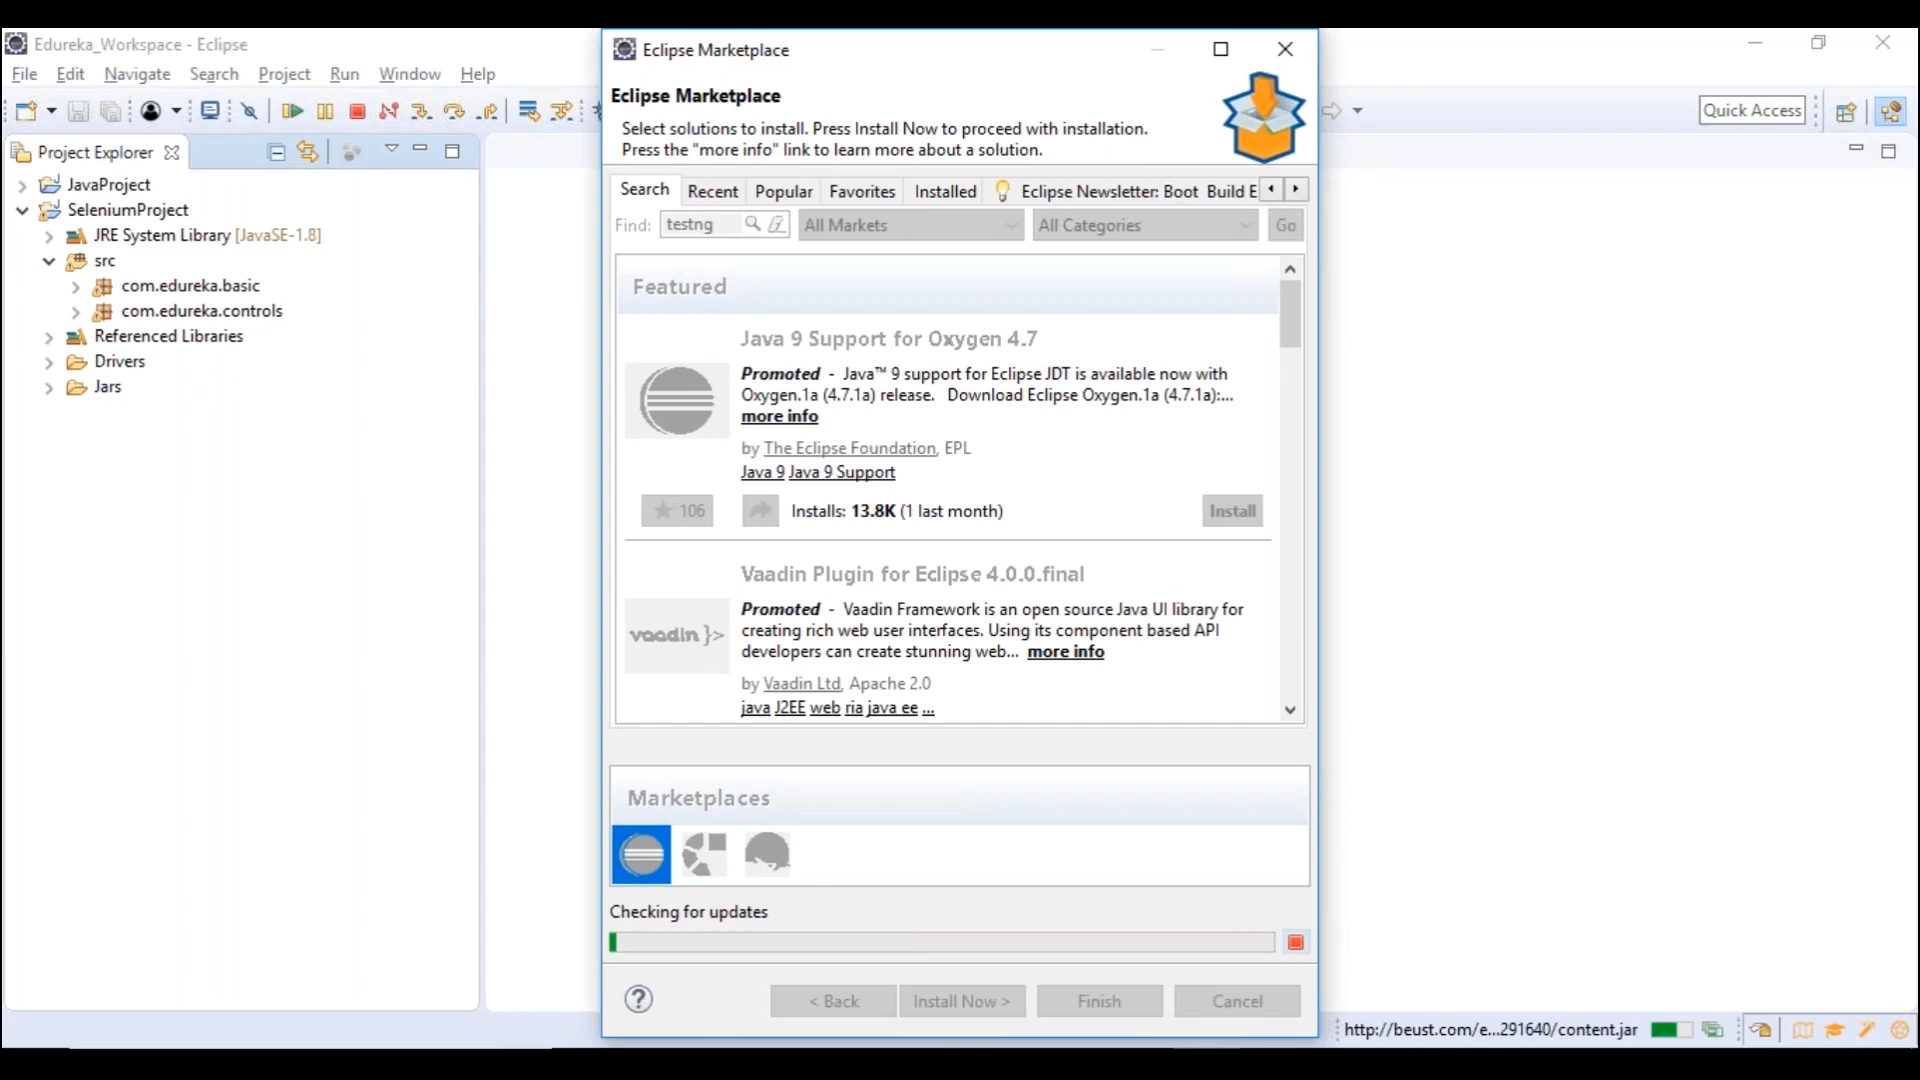 Edureka_Workspace - Eclipse
File Edit Navigate Search Project Run Window Help
Quick Access
Project Explorer
JavaProject
SeleniumProject
JRE System Library [JavaSE-1.8]
src
com.edureka.basic
com.edureka.controls
Referenced Libraries
Drivers
Jars
Eclipse Marketplace
Eclipse Marketplace
Select solutions to install. Press Install Now to proceed with installation.
Press the "more info" link to learn more about a solution.
Search Recent Popular Favorites Installed Eclipse Newsletter: Boot Build E
Find: testng All Markets All Categories Go
Featured
Java 9 Support for Oxygen 4.7
Promoted - Java™ 9 support for Eclipse JDT is available now with
Oxygen.1a (4.7.1a) release. Download Eclipse Oxygen.1a (4.7.1a):...
more info
by The Eclipse Foundation, EPL
Java 9 Java 9 Support
106 Installs: 13.8K (1 last month) Install
Vaadin Plugin for Eclipse 4.0.0.final
vaadin }>
Promoted - Vaadin Framework is an open source Java UI library for
creating rich web user interfaces. Using its component based API
developers can create stunning web... more info
by Vaadin Ltd, Apache 2.0
java J2EE web ria java ee ...
Marketplaces
Checking for updates
? < Back Install Now > Finish Cancel
http://beust.com/e...291640/content.jar